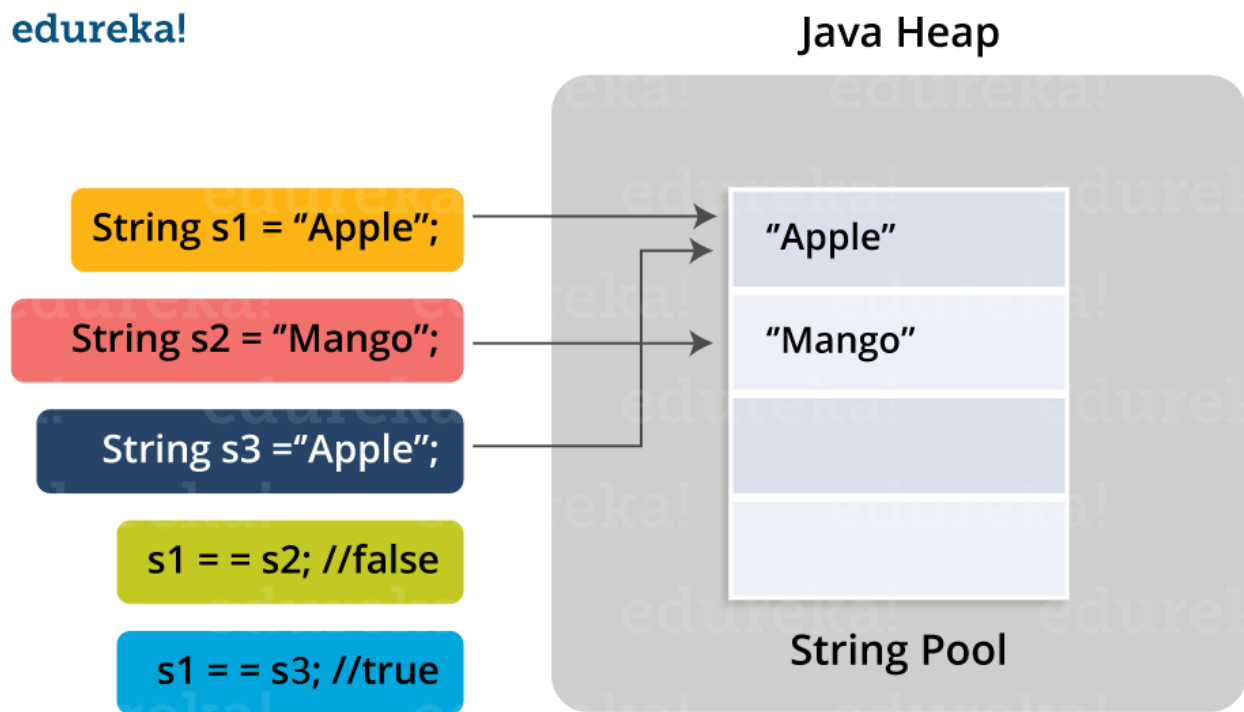 edureka!
Java Heap
String s1 = “Apple”;
String s2 = “Mango”;
String s3 =“Apple”;
s1 = = s2; //false
s1 = = s3; //true
”Apple”
”Mango”
String Pool